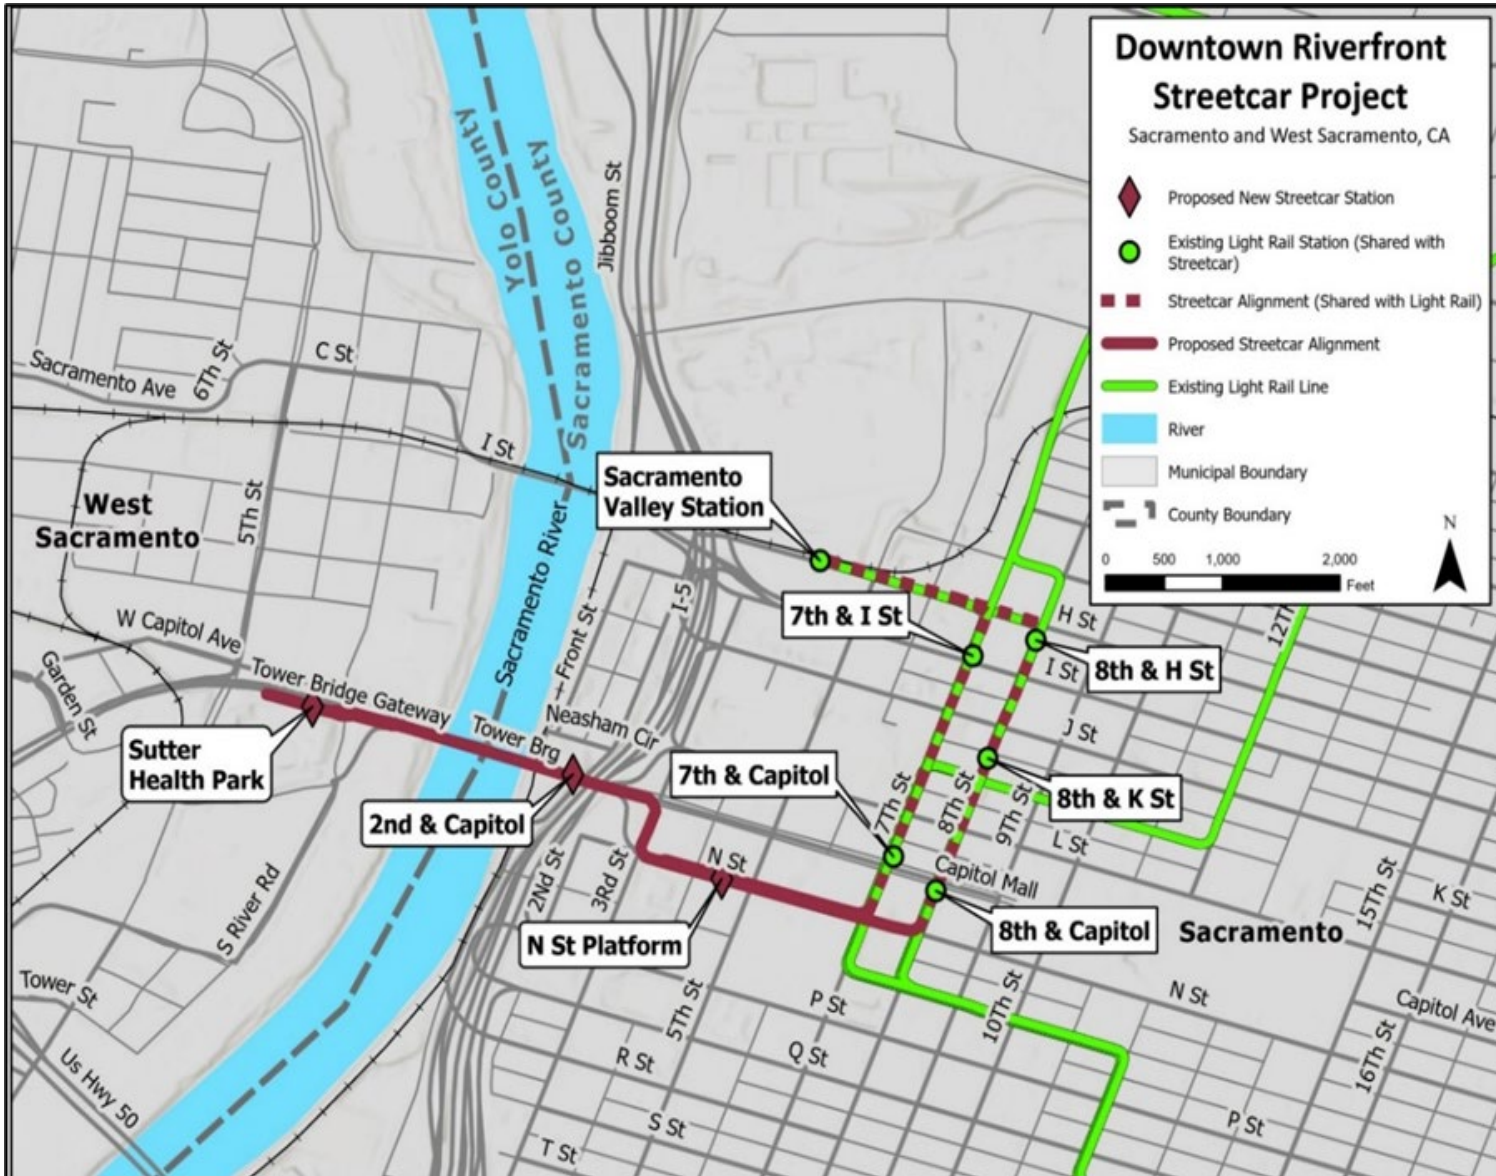 Downtown Riverfront
Streetcar Project
Sacramento and West Sacramento, CA
Proposed New Streetcar Station
Existing Light Rail Station (Shared with
Streetcar)
Streetcar Alignment (Shared with Light Rail)
Proposed Streetcar Alignment
Existing Light Rail Line
River
Municipal Boundary
County Boundary
N
0 500 1,000 2,000
Feet
Yolo County
Sacramento County
Jibboom St
Sacramento Ave
6Th St
C St
I St
5Th St
West
Sacramento
Sacramento River
Sacramento
Valley Station
I-5
Front St
7th & I St
H St
I St
8th & H St
12Th
W Capitol Ave
Garden St
Tower Bridge Gateway
Tower Brg
Neasham Cir
Sutter
Health Park
2nd & Capitol
7th & Capitol
J St
8th & K St
7Th St
8Th St
9Th St
L St
Capitol Mall
K St
15Th St
N St
2Nd St
3Rd St
N St Platform
8th & Capitol
Sacramento
S River Rd
Tower St
Us Hwy 50
5Th St
P St
10Th St
N St
Capitol Ave
16Th St
R St
Q St
S St
T St
P St